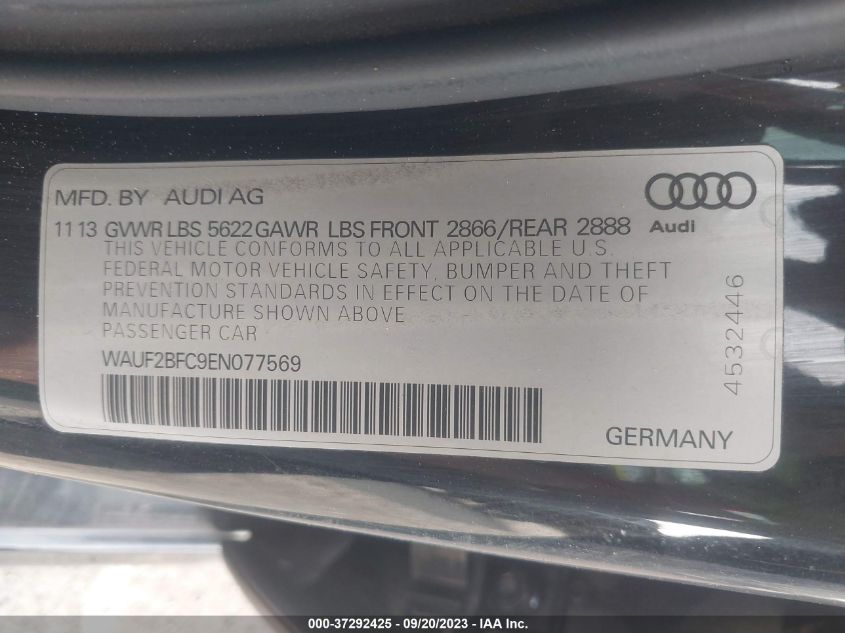 MFD. BY AUDI AG
11 13 GVWR LBS 5622 GAWR LBS FRONT 2866/REAR 2888
Audi
THIS VEHICLE CONFORMS TO ALL APPLICABLE U.S.
FEDERAL MOTOR VEHICLE SAFETY, BUMPER AND THEFT
PREVENTION STANDARDS IN EFFECT ON THE DATE OF
MANUFACTURE SHOWN ABOVE
PASSENGER CAR
WAUF2BFC9EN077569
4532446
GERMANY
000-37292425 - 09/20/2023 - IAA Inc.